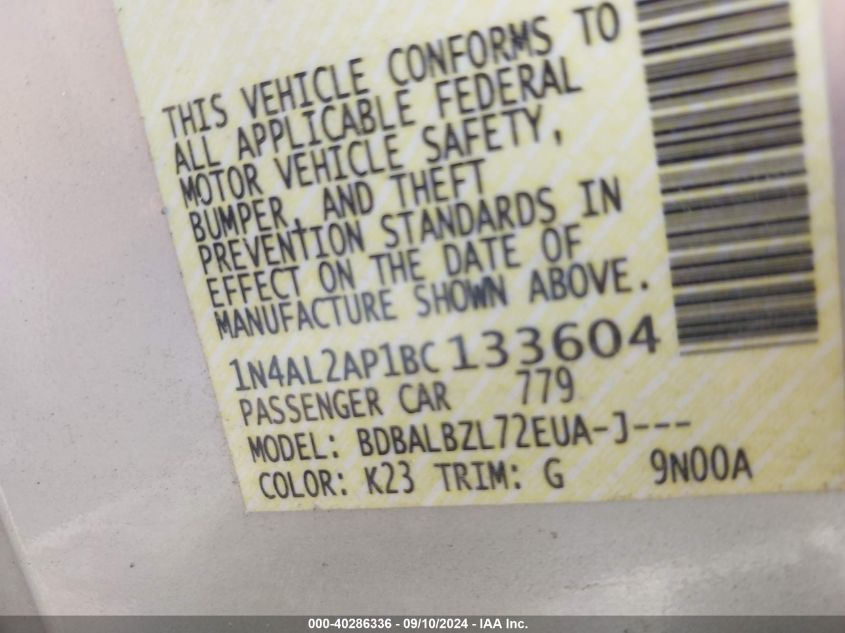 THIS VEHICLE CONFORMS TO
ALL APPLICABLE FEDERAL
MOTOR VEHICLE SAFETY,
BUMPER, AND THEFT
PREVENTION STANDARDS IN
EFFECT ON THE DATE OF
MANUFACTURE SHOWN ABOVE.
1N4AL2AP1BC133604
PASSENGER CAR 779
MODEL: BDBALBZL72EUA-J---
COLOR: K23 TRIM: G 9N00A
000-40286336 - 09/10/2024 - IAA Inc.